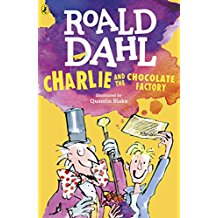 ROALD
DAHL
CHARLIE AND THE CHOCOLATE
FACTORY
Illustrated by
Quentin Blake